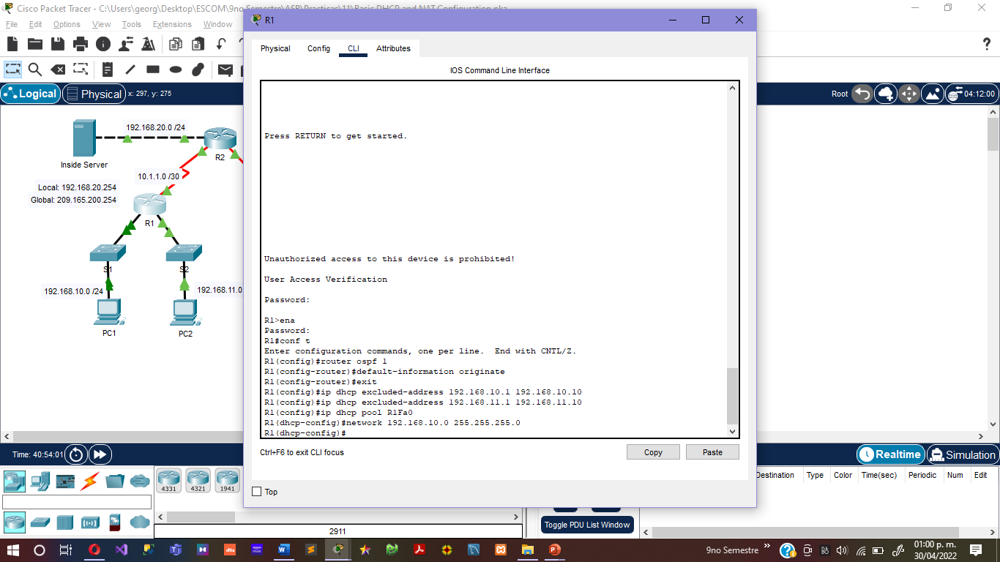 Cisco Packet Tracer - C:\Users\georg\Desktop\ESCOM\9no Semestre\ASR\Practicas\11\Basic DHCP and NAT Configuration.pka
File Edit Options View Tools Extensions Window
R1
Physical Config CLI Attributes
IOS Command Line Interface
Logical Physical x: 297, y: 275
Root 04:12:00
192.168.20.0 /24
Inside Server
R2
10.1.1.0 /30
Local: 192.168.20.254
Global: 209.165.200.254
R1
S1
S2
192.168.10.0 /24
192.168.11.0
PC1
PC2
Press RETURN to get started.
Unauthorized access to this device is prohibited!
User Access Verification
Password:
R1>ena
Password:
R1#conf t
Enter configuration commands, one per line. End with CNTL/Z.
R1(config)#router ospf 1
R1(config-router)#default-information originate
R1(config-router)#exit
R1(config)#ip dhcp excluded-address 192.168.10.1 192.168.10.10
R1(config)#ip dhcp excluded-address 192.168.11.1 192.168.11.10
R1(config)#ip dhcp pool R1Fa0
R1(dhcp-config)#network 192.168.10.0 255.255.255.0
R1(dhcp-config)#
Ctrl+F6 to exit CLI focus
Copy Paste
Top
Time: 40:54:01
Realtime Simulation
4331 4321 1941
2911
Destination Type Color Time(sec) Periodic Num Edit
Toggle PDU List Window
9no Semestre
01:00 p. m.
30/04/2022